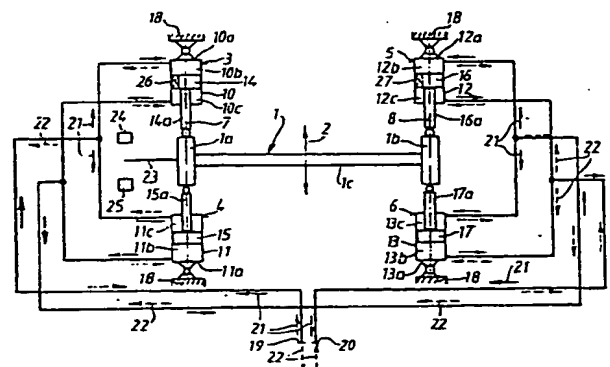 18 18
10a 12a
3 5
10b 12b
26 14 27 16
10 12
10c 12c
22 21 24 14a 7 8 16a 21 22
1a 1 2 1b
23 1c
25 15a 17a
4 6
11c 15 13c 17
11b 11 13 13b
11a 13a
18 18 21
22 21 22
19 20
22